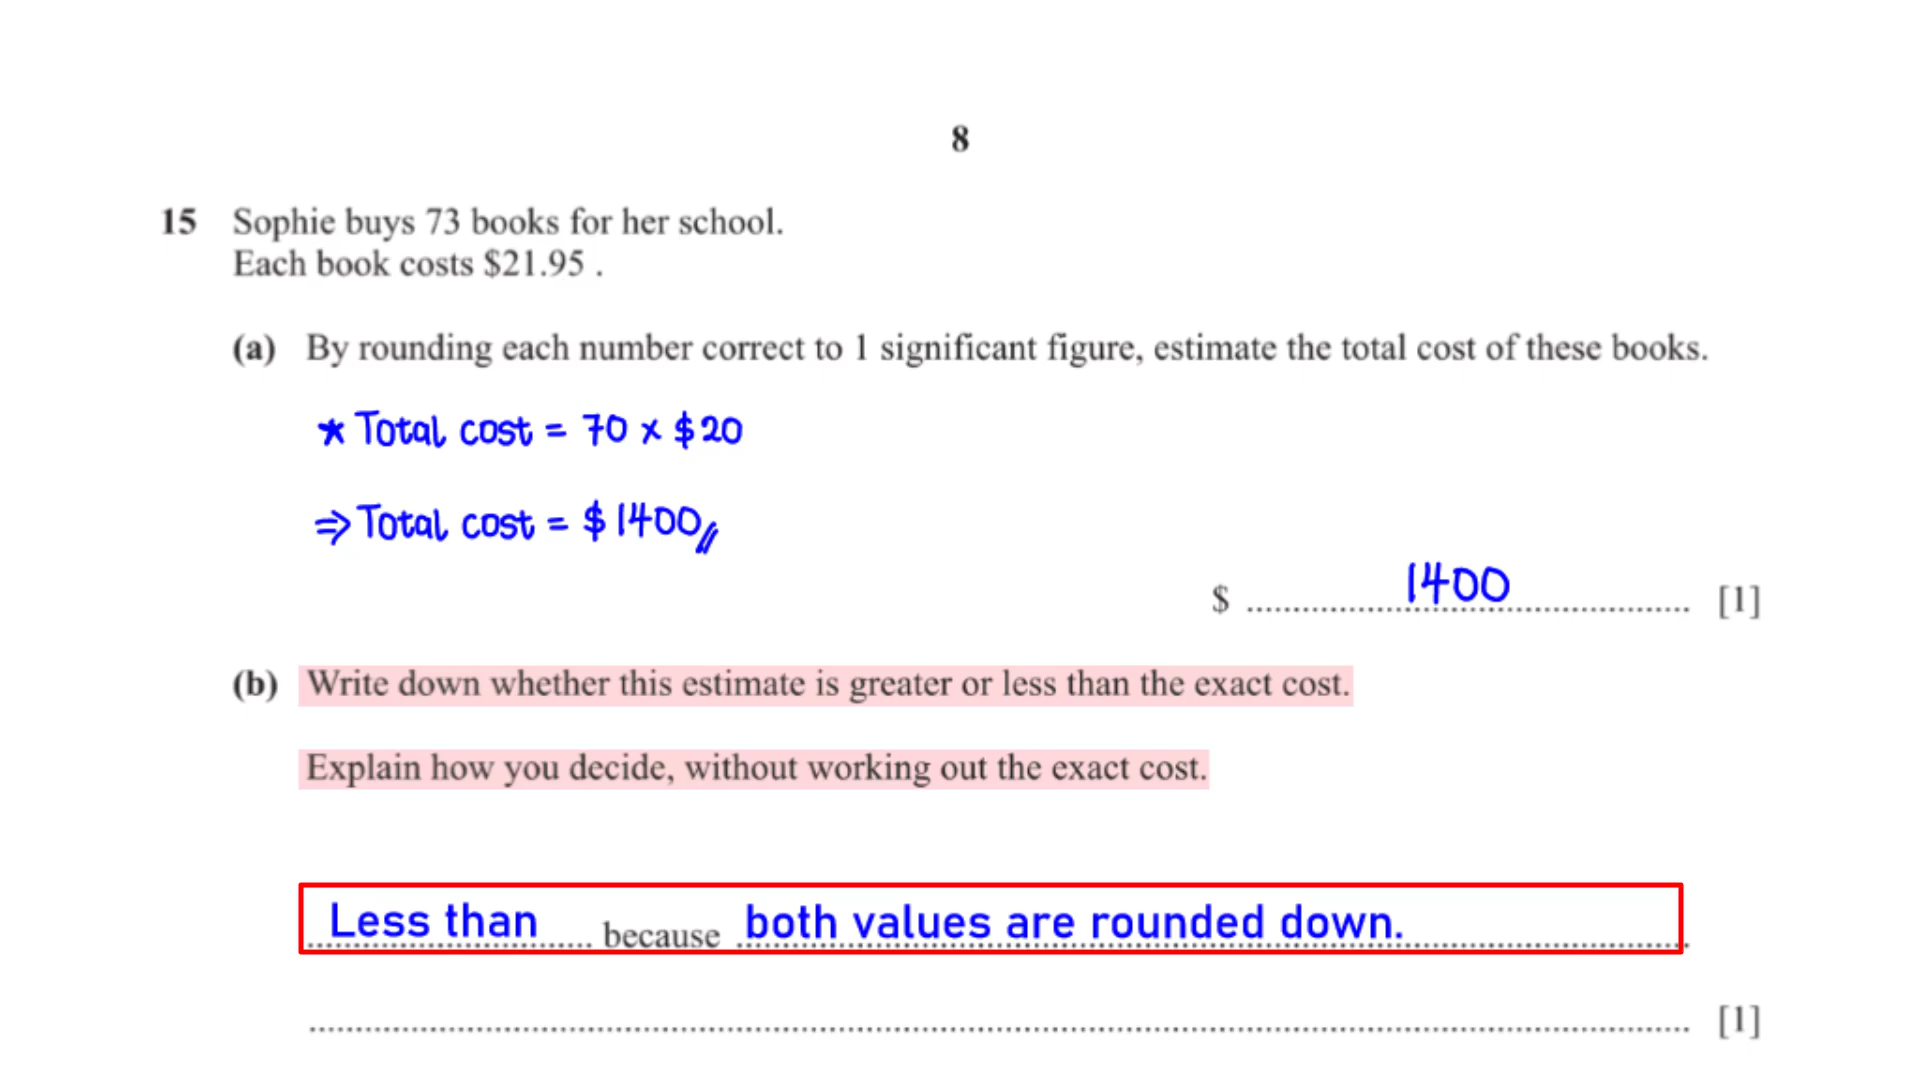 8
15 Sophie buys 73 books for her school.
Each book costs $21.95 .
(a) By rounding each number correct to 1 significant figure, estimate the total cost of these books.
★ Total cost = 70 × $20
⇒ Total cost = $1400//
$ .......... 1400 .......... [1]
(b) Write down whether this estimate is greater or less than the exact cost.
Explain how you decide, without working out the exact cost.
Less than because both values are rounded down.
.......... [1]